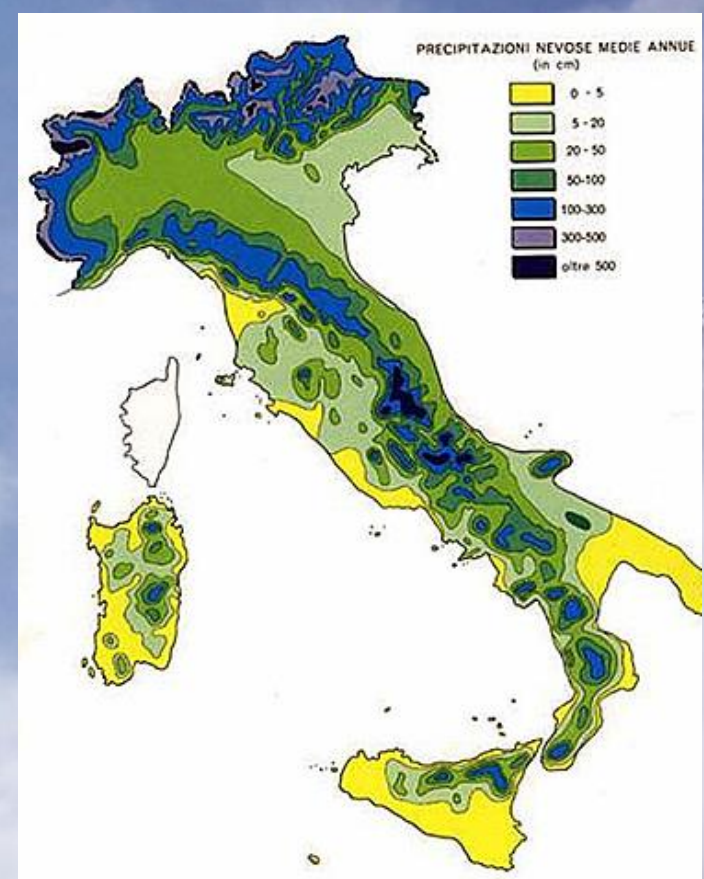 PRECIPITAZIONI NEVOSE MEDIE ANNUE
(in cm)
0 - 5
5 - 20
20 - 50
50-100
100-300
300-500
oltre 500